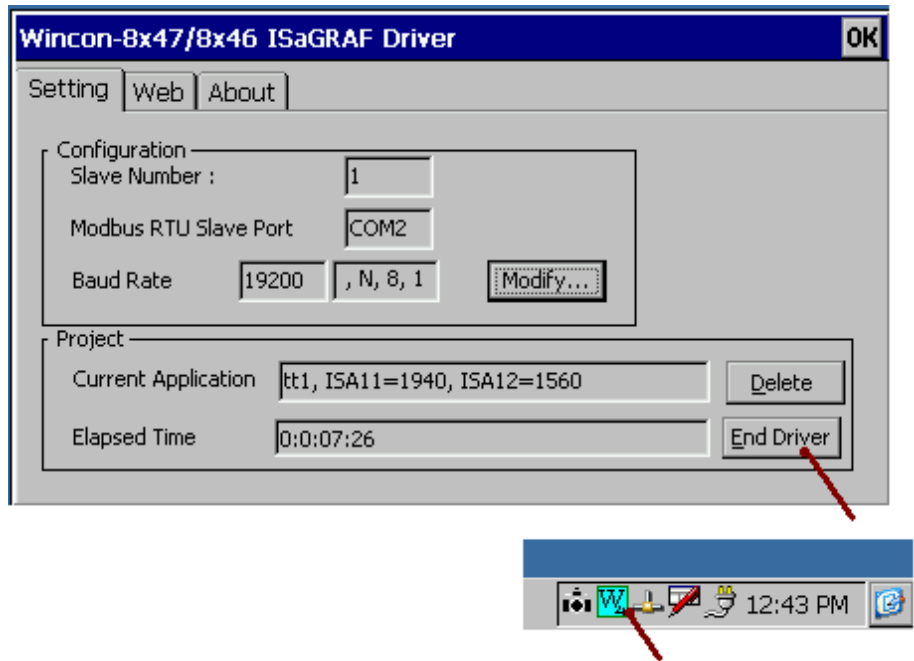 Wincon-8x47/8x46 ISaGRAF Driver OK
Setting Web About
Configuration
Slave Number : 1
Modbus RTU Slave Port COM2
Baud Rate 19200 , N, 8, 1 Modify...
Project
Current Application tt1, ISA11=1940, ISA12=1560 Delete
Elapsed Time 0:0:07:26 End Driver
W 12:43 PM